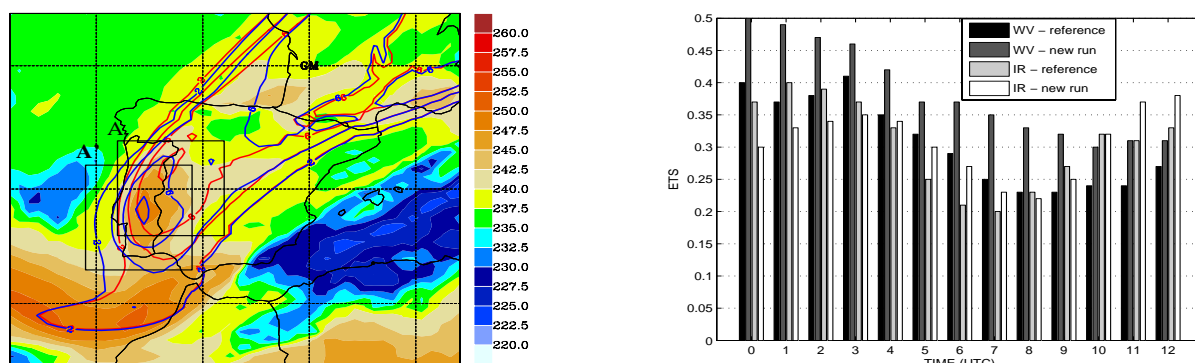 GM
A
A
260.0
257.5
255.0
252.5
250.0
247.5
245.0
242.5
240.0
237.5
235.0
232.5
230.0
227.5
225.0
222.5
220.0
0.5
0.45
0.4
0.35
0.3
0.25
0.2
0.15
0.1
0.05
0
ETS
WV – reference
WV – new run
IR – reference
IR – new run
0 1 2 3 4 5 6 7 8 9 10 11 12
TIME (UTC)